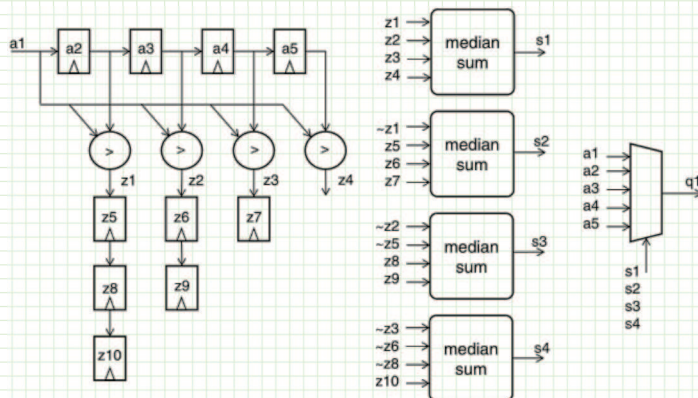 a1
a2
a3
a4
a5
>
>
>
>
z1
z2
z3
z4
z5
z6
z7
z8
z9
z10
z1
z2
z3
z4
median
sum
s1
~z1
z5
z6
z7
median
sum
s2
~z2
~z5
z8
z9
median
sum
s3
~z3
~z6
~z8
z10
median
sum
s4
a1
a2
a3
a4
a5
q1
s1
s2
s3
s4